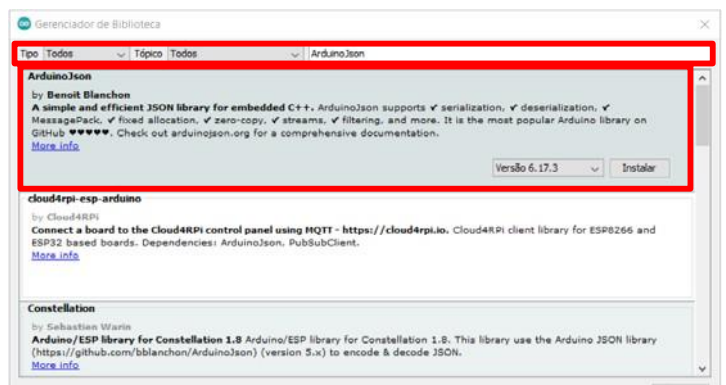 Gerenciador de Biblioteca
Tipo Todos Tópico Todos ArduinoJson
ArduinoJson
by Benoit Blanchon
A simple and efficient JSON library for embedded C++. ArduinoJson supports ✔ serialization, ✔ deserialization, ✔
MessagePack, ✔ fixed allocation, ✔ zero-copy, ✔ streams, ✔ filtering, and more. It is the most popular Arduino library on
GitHub ♥♥♥♥♥. Check out arduinojson.org for a comprehensive documentation.
More info
Versão 6.17.3 Instalar
cloud4rpi-esp-arduino
by Cloud4RPi
Connect a board to the Cloud4RPi control panel using MQTT - https://cloud4rpi.io. Cloud4RPi client library for ESP8266 and
ESP32 based boards. Dependencies: ArduinoJson, PubSubClient.
More info
Constellation
by Sebastien Warin
Arduino/ESP library for Constellation 1.8 Arduino/ESP library for Constellation 1.8. This library use the Arduino JSON library
(https://github.com/bblanchon/ArduinoJson) (version 5.x) to encode & decode JSON.
More info